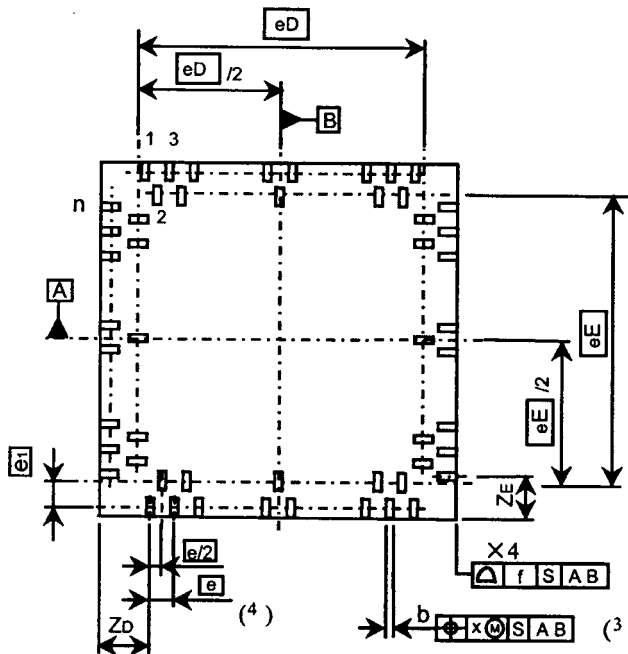 eD
eD /2
B
1 3
n
2
A
eE
eE /2
e1
ZE
e/2
×4
⌓ f S A B
e
(4)
b
⌖ x Ⓜ S A B
(3
ZD